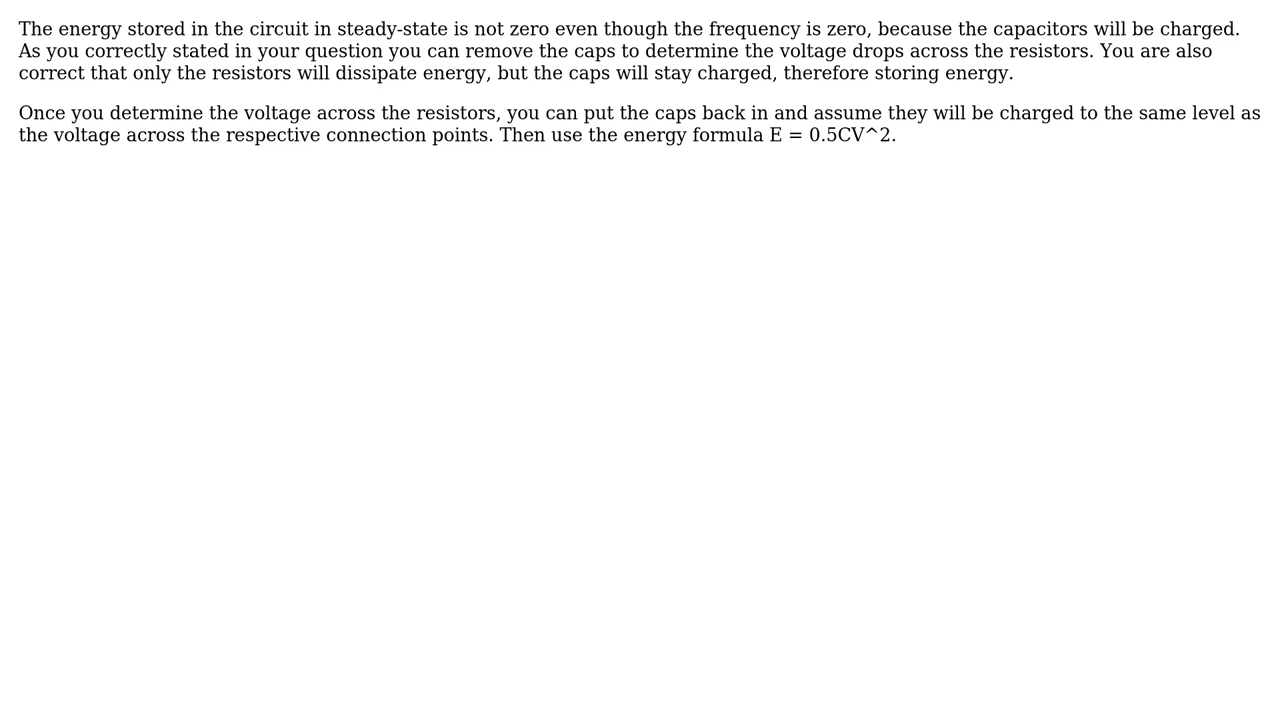 The energy stored in the circuit in steady-state is not zero even though the frequency is zero, because the capacitors will be charged.
As you correctly stated in your question you can remove the caps to determine the voltage drops across the resistors. You are also
correct that only the resistors will dissipate energy, but the caps will stay charged, therefore storing energy.
Once you determine the voltage across the resistors, you can put the caps back in and assume they will be charged to the same level as
the voltage across the respective connection points. Then use the energy formula E = 0.5CV^2.